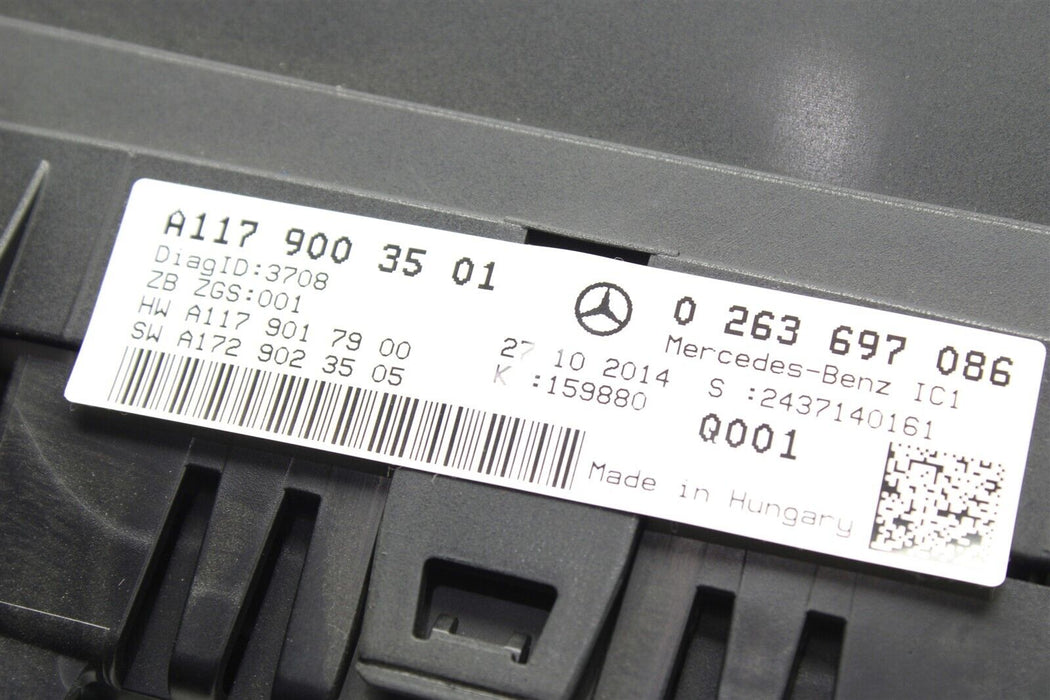 A117 900 35 01
DiagID:3708
ZB ZGS:001
HW A117 901 79 00
SW A172 902 35 05
27 10 2014
K :159880
0 263 697 086
Mercedes-Benz IC1
S :2437140161
Q001
Made in Hungary